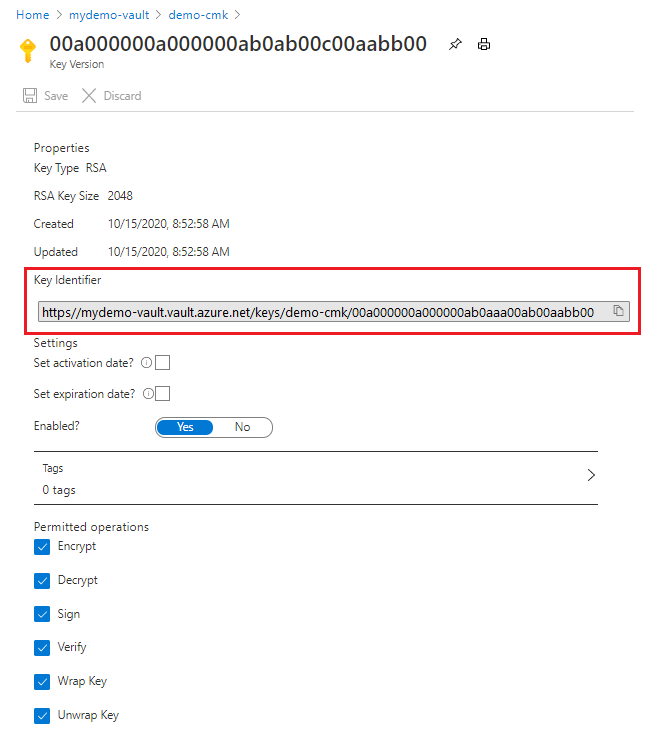 Home > mydemo-vault > demo-cmk >
00a000000a000000ab0ab00c00aabb00
Key Version
Save Discard
Properties
Key Type RSA
RSA Key Size 2048
Created 10/15/2020, 8:52:58 AM
Updated 10/15/2020, 8:52:58 AM
Key Identifier
https//mydemo-vault.vault.azure.net/keys/demo-cmk/00a000000a000000ab0aaa00ab00aabb00
Settings
Set activation date?
Set expiration date?
Enabled? Yes No
Tags
0 tags
Permitted operations
Encrypt
Decrypt
Sign
Verify
Wrap Key
Unwrap Key